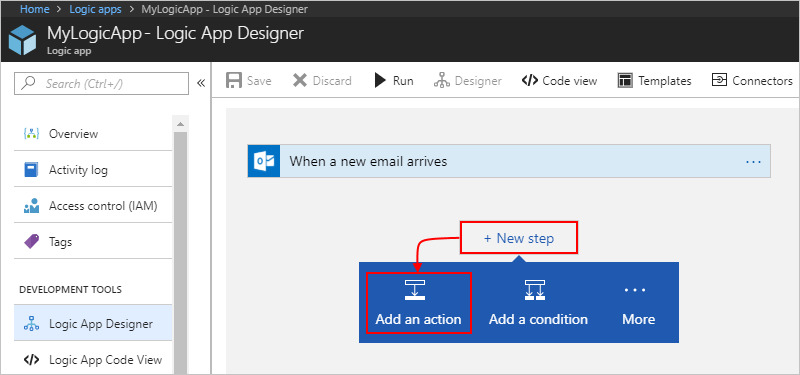 Home > Logic apps > MyLogicApp - Logic App Designer
MyLogicApp - Logic App Designer
Logic app
Search (Ctrl+/)
«
Save
Discard
Run
Designer
Code view
Templates
Connectors
Overview
Activity log
Access control (IAM)
Tags
DEVELOPMENT TOOLS
Logic App Designer
Logic App Code View
When a new email arrives
...
+ New step
Add an action
Add a condition
...
More